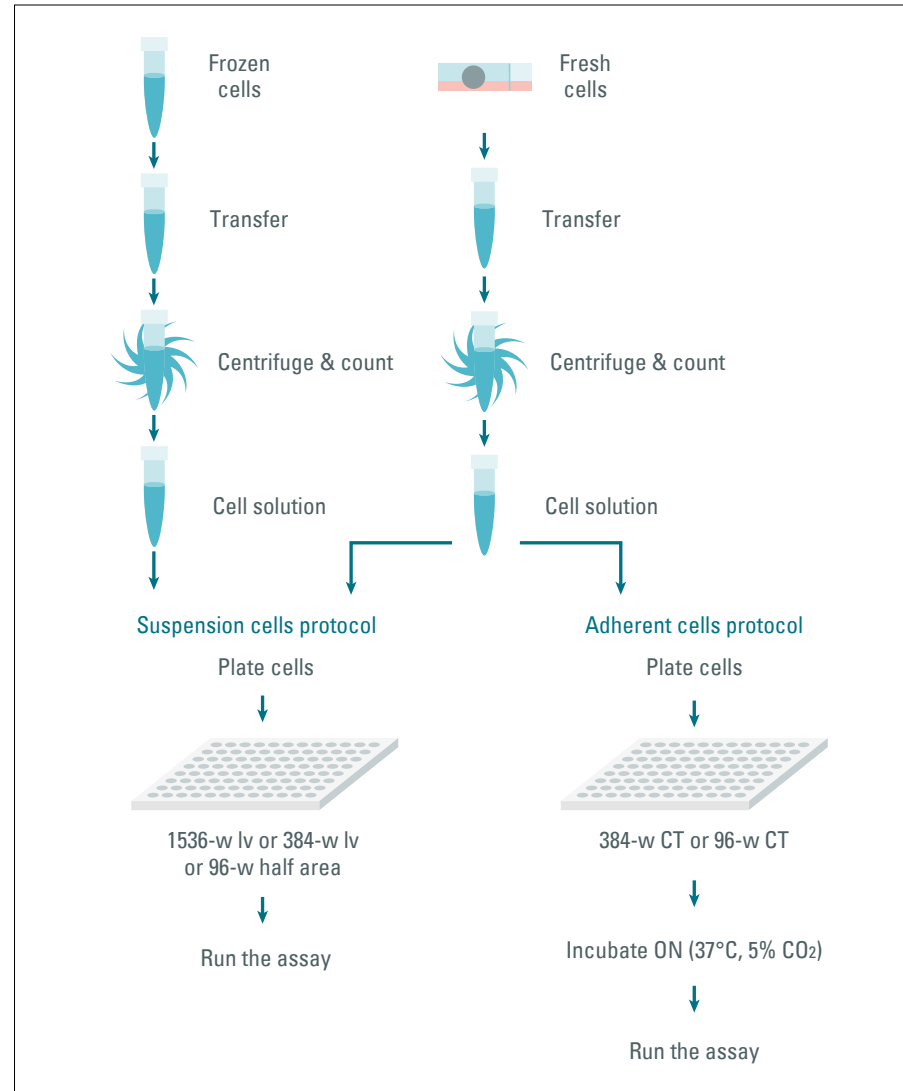 Frozen
cells
Fresh
cells
Transfer
Transfer
Centrifuge & count
Centrifuge & count
Cell solution
Cell solution
Suspension cells protocol
Plate cells
1536-w lv or 384-w lv
or 96-w half area
Run the assay
Adherent cells protocol
Plate cells
384-w CT or 96-w CT
Incubate ON (37°C, 5% CO2)
Run the assay